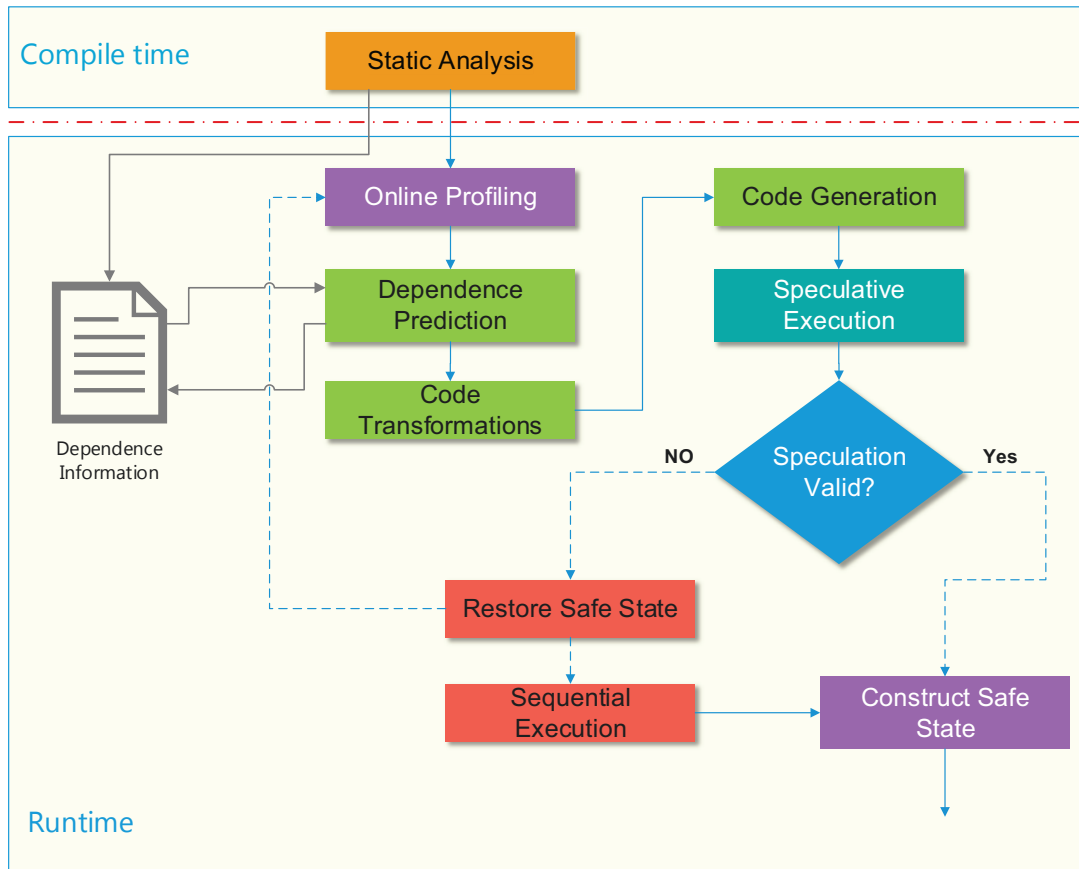 Compile time
Static Analysis
Online Profiling
Code Generation
Dependence
Prediction
Speculative
Execution
Code
Transformations
Dependence
Information
NO
Speculation
Valid?
Yes
Restore Safe State
Sequential
Execution
Construct Safe
State
Runtime